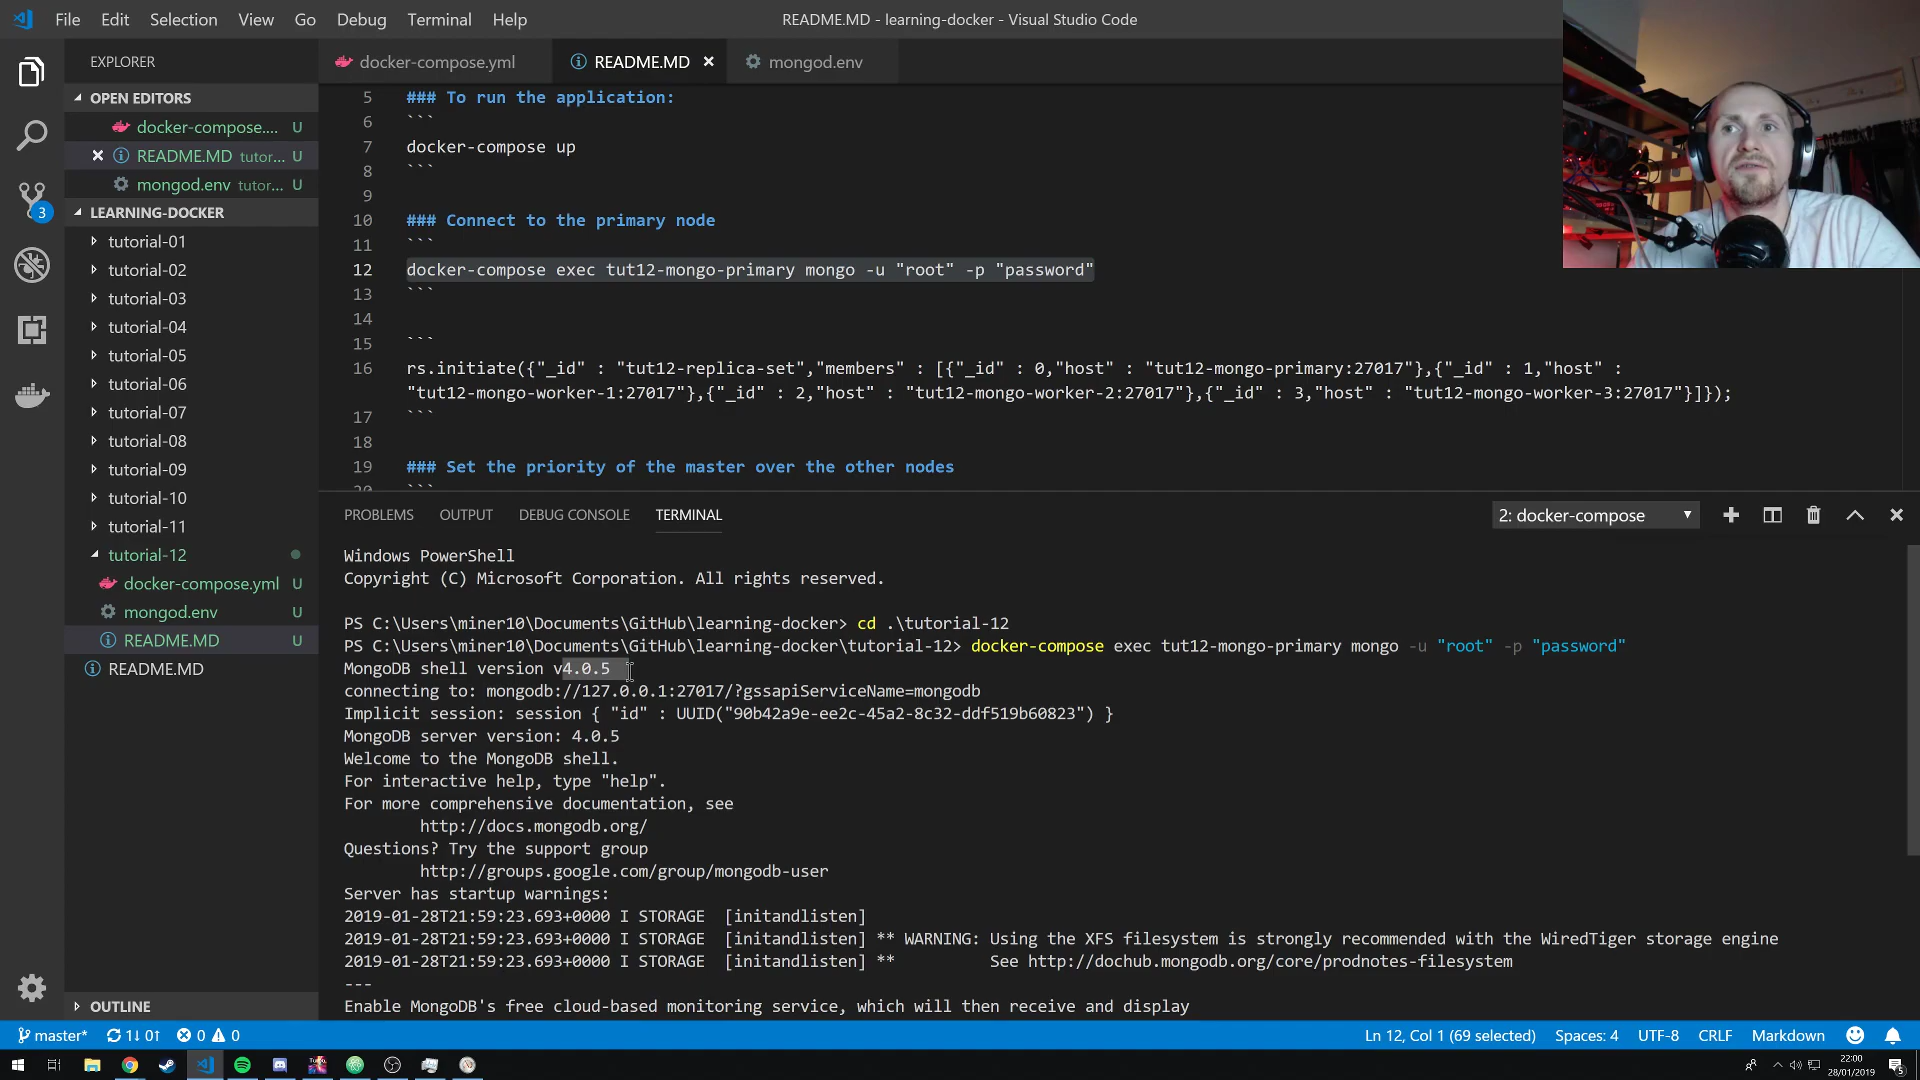 File Edit Selection View Go Debug Terminal Help
README.MD - learning-docker - Visual Studio Code
EXPLORER
OPEN EDITORS
docker-compose.... U
README.MD tutor... U
mongod.env tutor... U
LEARNING-DOCKER
tutorial-01
tutorial-02
tutorial-03
tutorial-04
tutorial-05
tutorial-06
tutorial-07
tutorial-08
tutorial-09
tutorial-10
tutorial-11
tutorial-12
docker-compose.yml U
mongod.env U
README.MD U
README.MD
OUTLINE
3
docker-compose.yml README.MD mongod.env
5 ### To run the application:
6 ```
7 docker-compose up
8 ```
9
10 ### Connect to the primary node
11 ```
12 docker-compose exec tut12-mongo-primary mongo -u "root" -p "password"
13 ```
14
15 ```
16 rs.initiate({"_id" : "tut12-replica-set","members" : [{"_id" : 0,"host" : "tut12-mongo-primary:27017"},{"_id" : 1,"host" :
"tut12-mongo-worker-1:27017"},{"_id" : 2,"host" : "tut12-mongo-worker-2:27017"},{"_id" : 3,"host" : "tut12-mongo-worker-3:27017"}]});
17 ```
18
19 ### Set the priority of the master over the other nodes
20 ```
PROBLEMS OUTPUT DEBUG CONSOLE TERMINAL
2: docker-compose
Windows PowerShell
Copyright (C) Microsoft Corporation. All rights reserved.
PS C:\Users\miner10\Documents\GitHub\learning-docker> cd .\tutorial-12
PS C:\Users\miner10\Documents\GitHub\learning-docker\tutorial-12> docker-compose exec tut12-mongo-primary mongo -u "root" -p "password"
MongoDB shell version v4.0.5
connecting to: mongodb://127.0.0.1:27017/?gssapiServiceName=mongodb
Implicit session: session { "id" : UUID("90b42a9e-ee2c-45a2-8c32-ddf519b60823") }
MongoDB server version: 4.0.5
Welcome to the MongoDB shell.
For interactive help, type "help".
For more comprehensive documentation, see
http://docs.mongodb.org/
Questions? Try the support group
http://groups.google.com/group/mongodb-user
Server has startup warnings:
2019-01-28T21:59:23.693+0000 I STORAGE [initandlisten]
2019-01-28T21:59:23.693+0000 I STORAGE [initandlisten] ** WARNING: Using the XFS filesystem is strongly recommended with the WiredTiger storage engine
2019-01-28T21:59:23.693+0000 I STORAGE [initandlisten] ** See http://dochub.mongodb.org/core/prodnotes-filesystem
---
Enable MongoDB's free cloud-based monitoring service, which will then receive and display
master* 1↓ 0↑ 0 0
Ln 12, Col 1 (69 selected) Spaces: 4 UTF-8 CRLF Markdown
22:00
28/01/2019
5